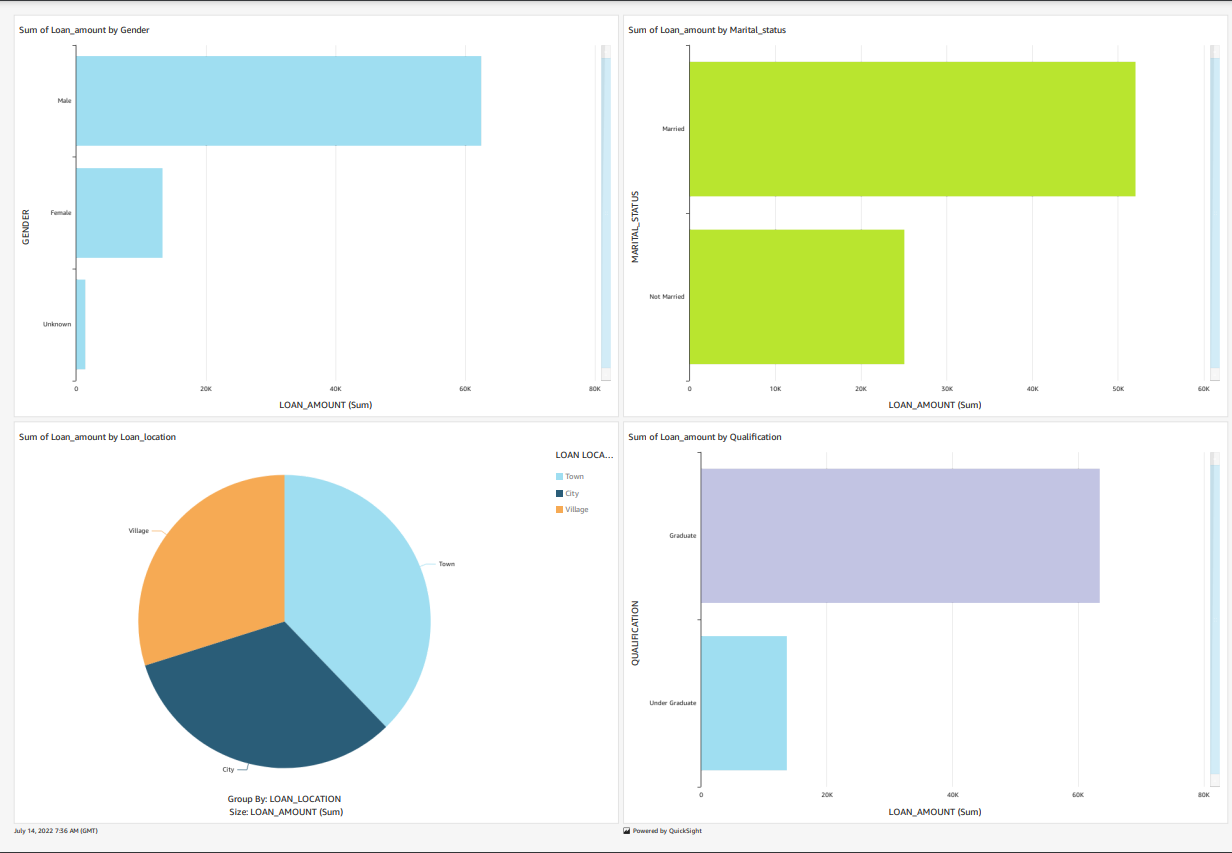 Sum of Loan_amount by Gender
GENDER
Male
Female
Unknown
0 20K 40K 60K 80K
LOAN_AMOUNT (Sum)
Sum of Loan_amount by Marital_status
MARITAL_STATUS
Married
Not Married
0 10K 20K 30K 40K 50K 60K
LOAN_AMOUNT (Sum)
Sum of Loan_amount by Loan_location
LOAN LOCA...
Town
City
Village
Village
Town
City
Group By: LOAN_LOCATION
Size: LOAN_AMOUNT (Sum)
Sum of Loan_amount by Qualification
QUALIFICATION
Graduate
Under Graduate
0 20K 40K 60K 80K
LOAN_AMOUNT (Sum)
July 14, 2022 7:36 AM (GMT)
Powered by QuickSight